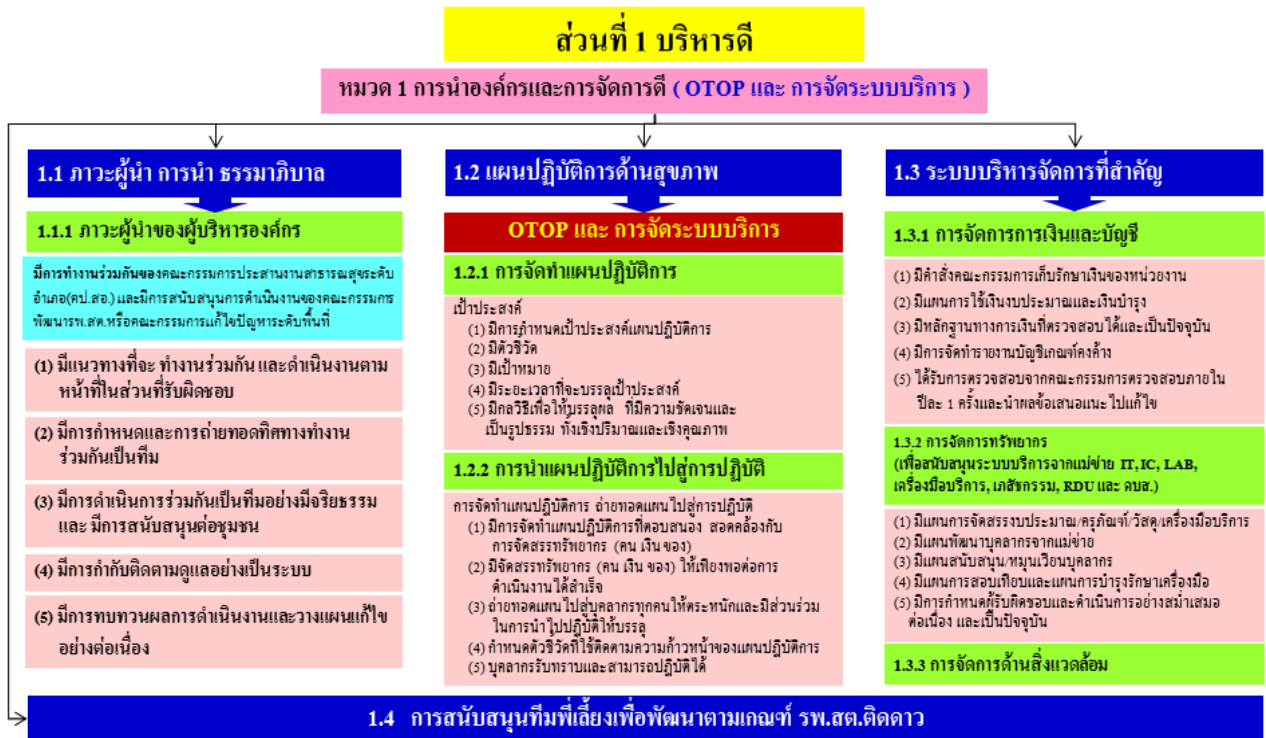 ส่วนที่ 1 บริหารดี
หมวด 1 การนำองค์กรและการจัดการดี ( OTOP และ การจัดระบบบริการ )
1.1 ภาวะผู้นำ การนำ ธรรมาภิบาล
1.1.1 ภาวะผู้นำของผู้บริหารองค์กร
มีการทำงานร่วมกันของคณะกรรมการประสานงานสาธารณสุขระดับ
อำเภอ(คป.สอ.) และมีการสนับสนุนการดำเนินงานของคณะกรรมการ
พัฒนารพ.สต.หรือคณะกรรมการแก้ไขปัญหาระดับพื้นที่
(1) มีแนวทางที่จะ ทำงานร่วมกัน และดำเนินงานตาม
หน้าที่ในส่วนที่รับผิดชอบ
(2) มีการกำหนดและการถ่ายทอดทิศทางทำงาน
ร่วมกันเป็นทีม
(3) มีการดำเนินการร่วมกันเป็นทีมอย่างมีจริยธรรม
และ มีการสนับสนุนต่อชุมชน
(4) มีการกำกับติดตามดูแลอย่างเป็นระบบ
(5) มีการทบทวนผลการดำเนินงานและวางแผนแก้ไข
อย่างต่อเนื่อง
1.2 แผนปฏิบัติการด้านสุขภาพ
OTOP และ การจัดระบบบริการ
1.2.1 การจัดทำแผนปฏิบัติการ
เป้าประสงค์
(1) มีการกำหนดเป้าประสงค์แผนปฏิบัติการ
(2) มีตัวชี้วัด
(3) มีเป้าหมาย
(4) มีระยะเวลาที่จะบรรลุเป้าประสงค์
(5) มีกลวิธีเพื่อให้บรรลุผล ที่มีความชัดเจนและ
เป็นรูปธรรม ทั้งเชิงปริมาณและเชิงคุณภาพ
1.2.2 การนำแผนปฏิบัติการไปสู่การปฏิบัติ
การจัดทำแผนปฏิบัติการ ถ่ายทอดแผนไปสู่การปฏิบัติ
(1) มีการจัดทำแผนปฏิบัติการที่ตอบสนอง สอดคล้องกับ
การจัดสรรทรัพยากร (คน เงิน ของ)
(2) มีจัดสรรทรัพยากร (คน เงิน ของ) ให้เพียงพอต่อการ
ดำเนินงานได้สำเร็จ
(3) ถ่ายทอดแผนไปสู่บุคลากรทุกคนให้ตระหนักและมีส่วนร่วม
ในการนำไปปฏิบัติให้บรรลุ
(4) กำหนดตัวชี้วัดที่ใช้ติดตามความก้าวหน้าของแผนปฏิบัติการ
(5) บุคลากรรับทราบและสามารถปฏิบัติได้
1.3 ระบบบริหารจัดการที่สำคัญ
1.3.1 การจัดการการเงินและบัญชี
(1) มีคำสั่งคณะกรรมการเก็บรักษาเงินของหน่วยงาน
(2) มีแผนการใช้เงินงบประมาณและเงินบำรุง
(3) มีหลักฐานทางการเงินที่ตรวจสอบได้และเป็นปัจจุบัน
(4) มีการจัดทำรายงานบัญชีเกณฑ์คงค้าง
(5) ได้รับการตรวจสอบจากคณะกรรมการตรวจสอบภายใน
ปีละ 1 ครั้งและนำผลข้อเสนอแนะไปแก้ไข
1.3.2 การจัดการทรัพยากร
(เพื่อสนับสนุนระบบบริการจากแม่ข่าย IT, IC, LAB,
เครื่องมือบริการ, เภสัชกรรม, RDU และ คบส.)
(1) มีแผนการจัดสรรงบประมาณ/ครุภัณฑ์/วัสดุ/เครื่องมือบริการ
(2) มีแผนพัฒนาบุคลากรจากแม่ข่าย
(3) มีแผนสนับสนุน/หมุนเวียนบุคลากร
(4) มีแผนการสอบเทียบและแผนการบำรุงรักษาเครื่องมือ
(5) มีการกำหนดผู้รับผิดชอบและดำเนินการอย่างสม่ำเสมอ
ต่อเนื่อง และเป็นปัจจุบัน
1.3.3 การจัดการด้านสิ่งแวดล้อม
1.4 การสนับสนุนทีมพี่เลี้ยงเพื่อพัฒนาตามเกณฑ์ รพ.สต.ติดดาว